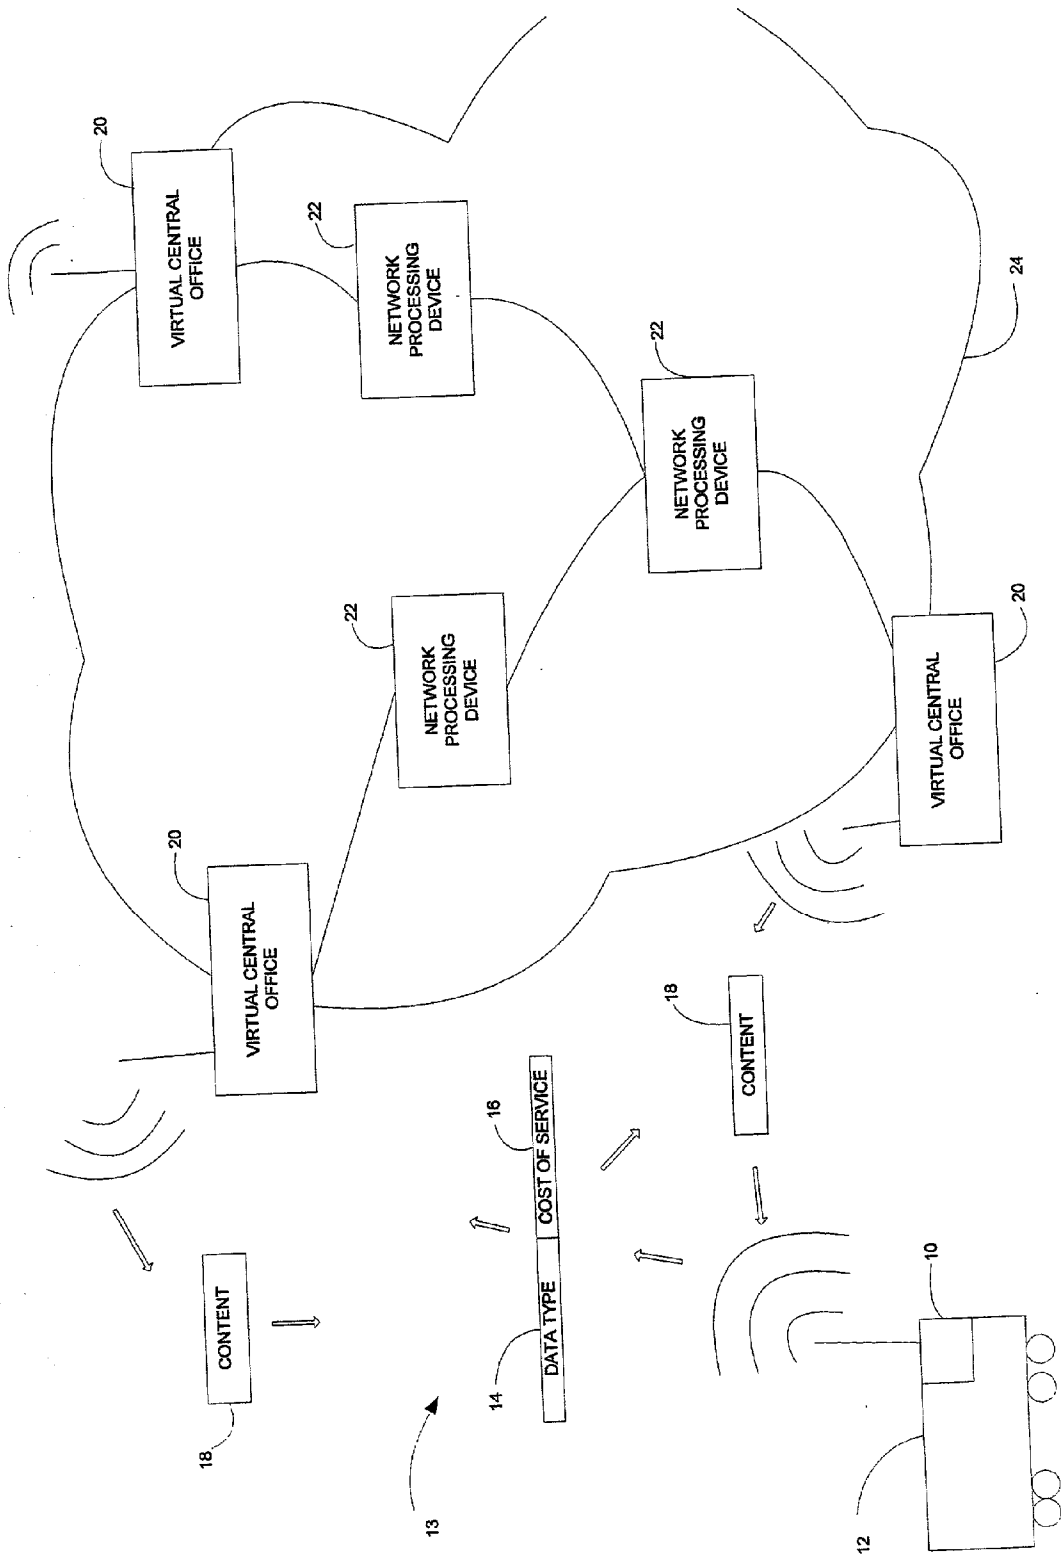 20
VIRTUAL CENTRAL
OFFICE
20
18
CONTENT
VIRTUAL CENTRAL
OFFICE
22
22
NETWORK
PROCESSING
DEVICE
NETWORK
PROCESSING
DEVICE
13
14
16
DATA TYPE
COST OF SERVICE
22
18
NETWORK
PROCESSING
DEVICE
CONTENT
12
10
VIRTUAL CENTRAL
OFFICE
24
20